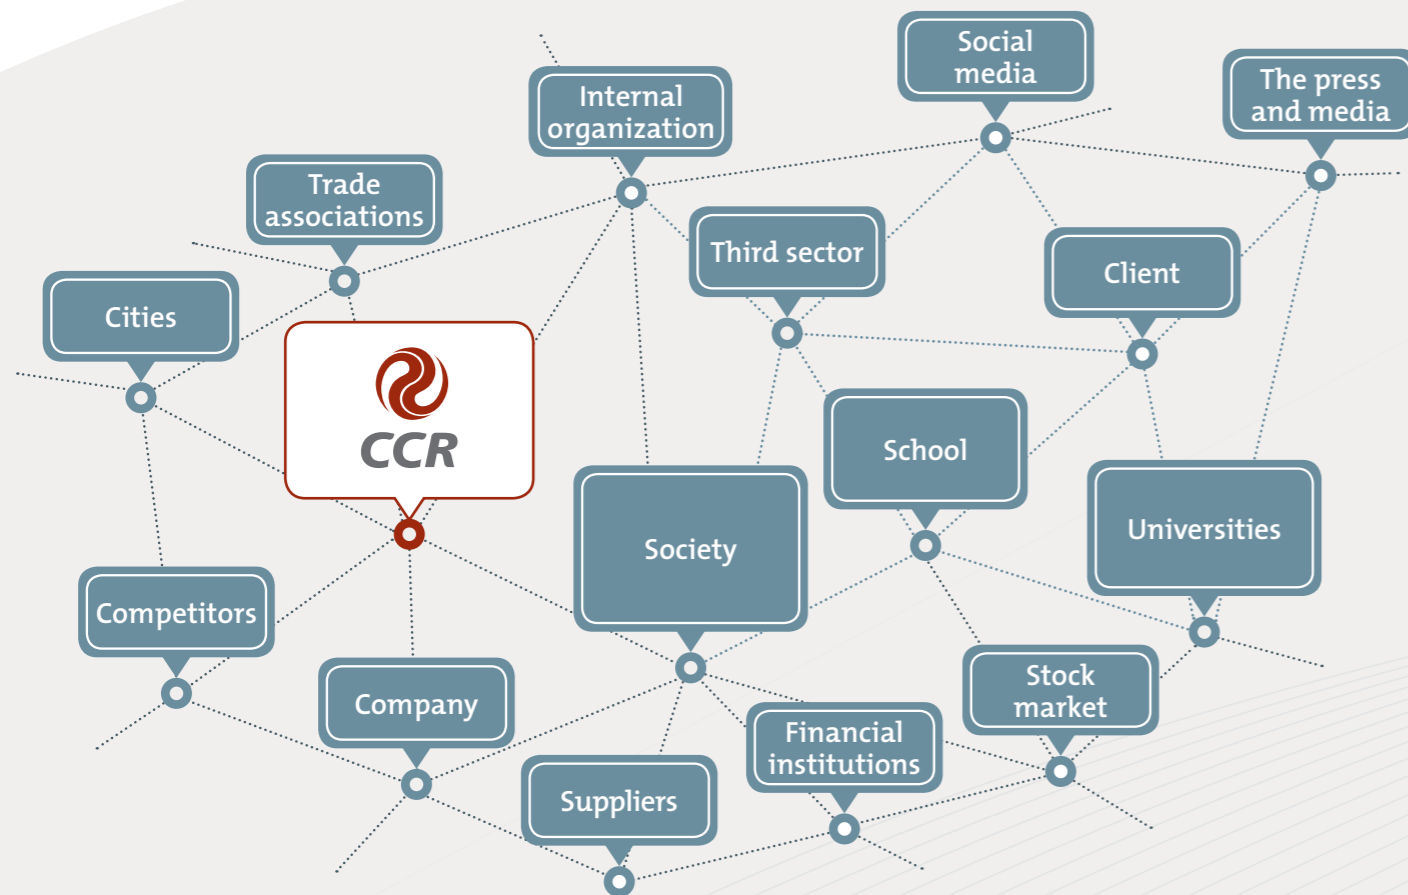 Social
media
The press
and media
Internal
organization
Trade
associations
Third sector
Client
Cities
CCR
School
Society
Universities
Competitors
Company
Stock
market
Financial
institutions
Suppliers